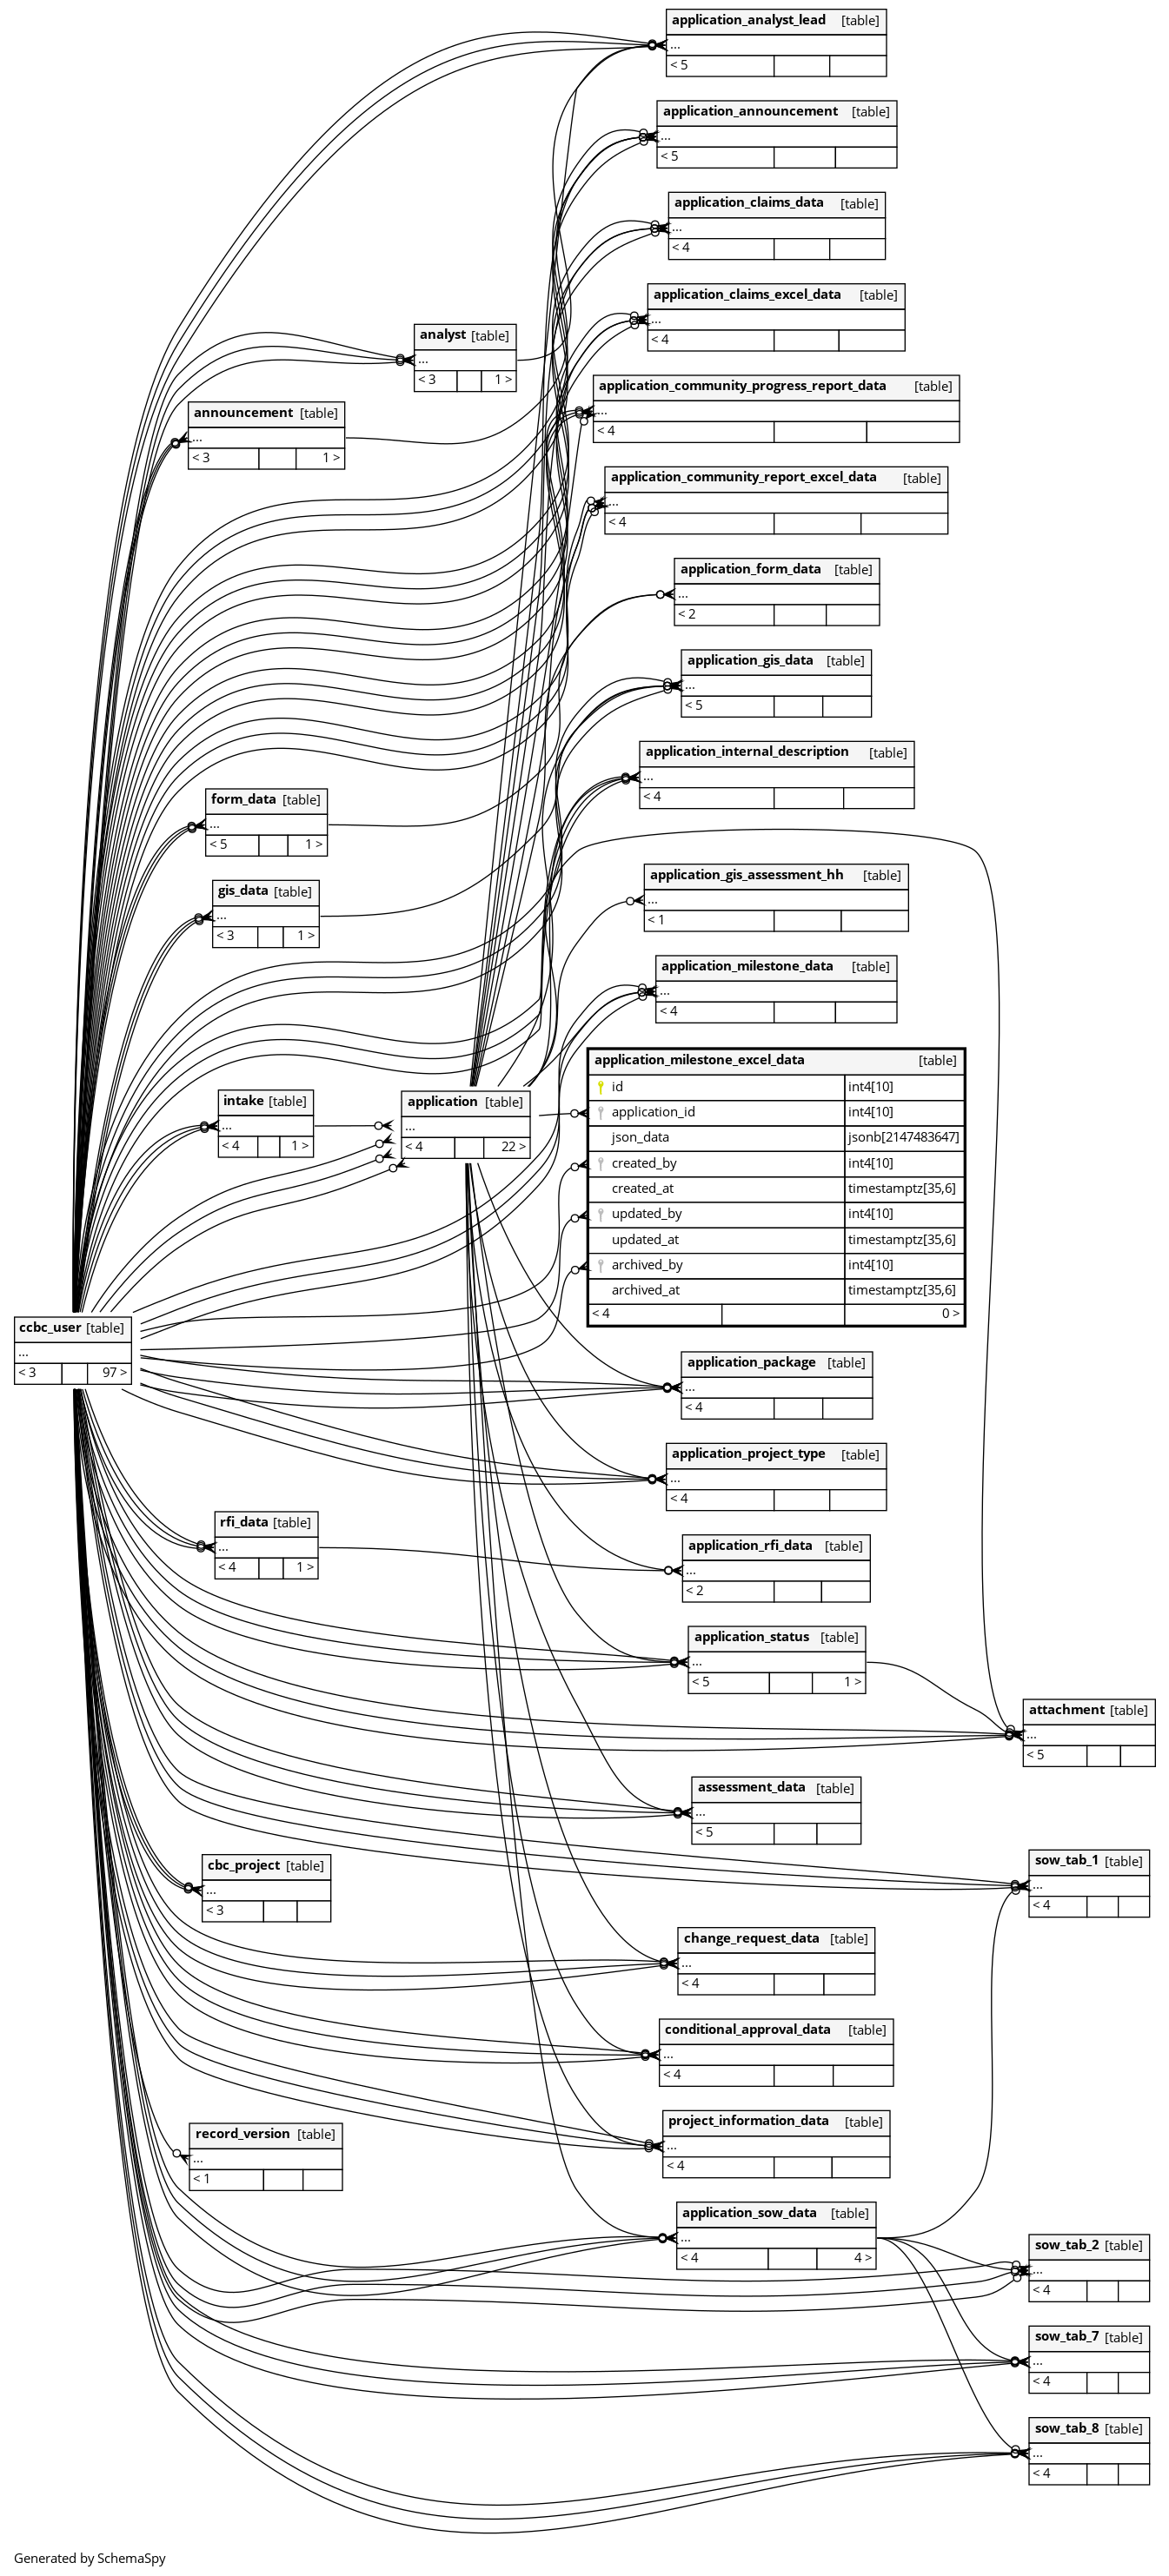 application_analyst_lead [table]
...
< 5
application_announcement [table]
...
< 5
application_claims_data [table]
...
< 4
application_claims_excel_data [table]
...
< 4
analyst [table]
...
< 3 1 >
application_community_progress_report_data [table]
...
< 4
announcement [table]
...
< 3 1 >
application_community_report_excel_data [table]
...
< 4
application_form_data [table]
...
< 2
application_gis_data [table]
...
< 5
application_internal_description [table]
...
< 4
form_data [table]
...
< 5 1 >
gis_data [table]
...
< 3 1 >
application_gis_assessment_hh [table]
...
< 1
application_milestone_data [table]
...
< 4
intake [table]
...
< 4 1 >
application [table]
...
< 4 22 >
application_milestone_excel_data [table]
id int4[10]
application_id int4[10]
json_data jsonb[2147483647]
created_by int4[10]
created_at timestamptz[35,6]
updated_by int4[10]
updated_at timestamptz[35,6]
archived_by int4[10]
archived_at timestamptz[35,6]
< 4 0 >
ccbc_user [table]
...
< 3 97 >
application_package [table]
...
< 4
application_project_type [table]
...
< 4
rfi_data [table]
...
< 4 1 >
application_rfi_data [table]
...
< 2
application_status [table]
...
< 5 1 >
attachment [table]
...
< 5
assessment_data [table]
...
< 5
cbc_project [table]
...
< 3
sow_tab_1 [table]
...
< 4
change_request_data [table]
...
< 4
conditional_approval_data [table]
...
< 4
project_information_data [table]
...
< 4
record_version [table]
...
< 1
application_sow_data [table]
...
< 4 4 >
sow_tab_2 [table]
...
< 4
sow_tab_7 [table]
...
< 4
sow_tab_8 [table]
...
< 4
Generated by SchemaSpy